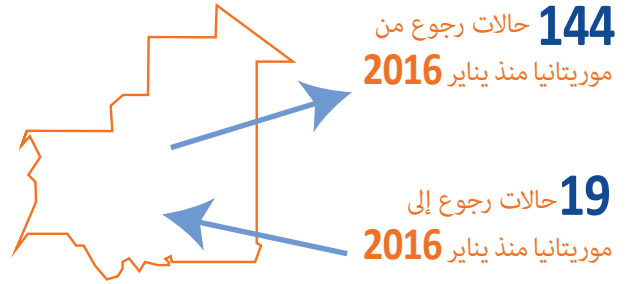 144 حالات رجوع من
موريتانيا منذ يناير 2016
19 حالات رجوع إلى
موريتانيا منذ يناير 2016